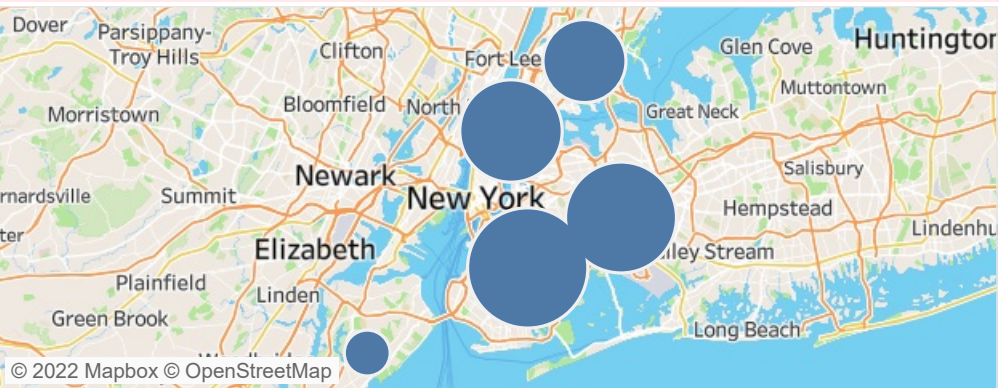 Dover
Parsippany-
Troy Hills
Clifton
Fort Lee
Glen Cove
Huntington
Muttontown
Morristown
Bloomfield
North
Great Neck
Newark
Salisbury
rnardsville
Summit
New York
Hempstead
ter
Elizabeth
lley Stream
Lindenhu
Plainfield
Linden
Green Brook
Long Beach
© 2022 Mapbox © OpenStreetMap